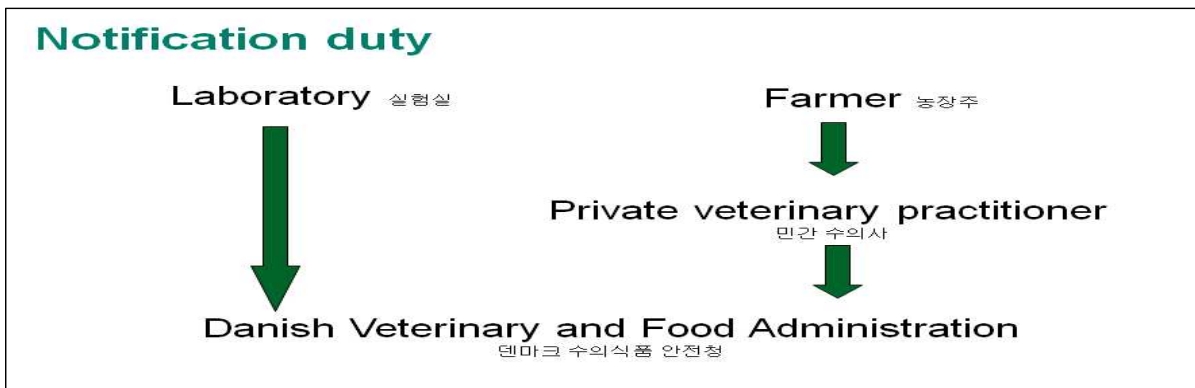 Notification duty
Laboratory 실험실
Farmer 농장주
Private veterinary practitioner
민간 수의사
Danish Veterinary and Food Administration
덴마크 수의식품 안전청